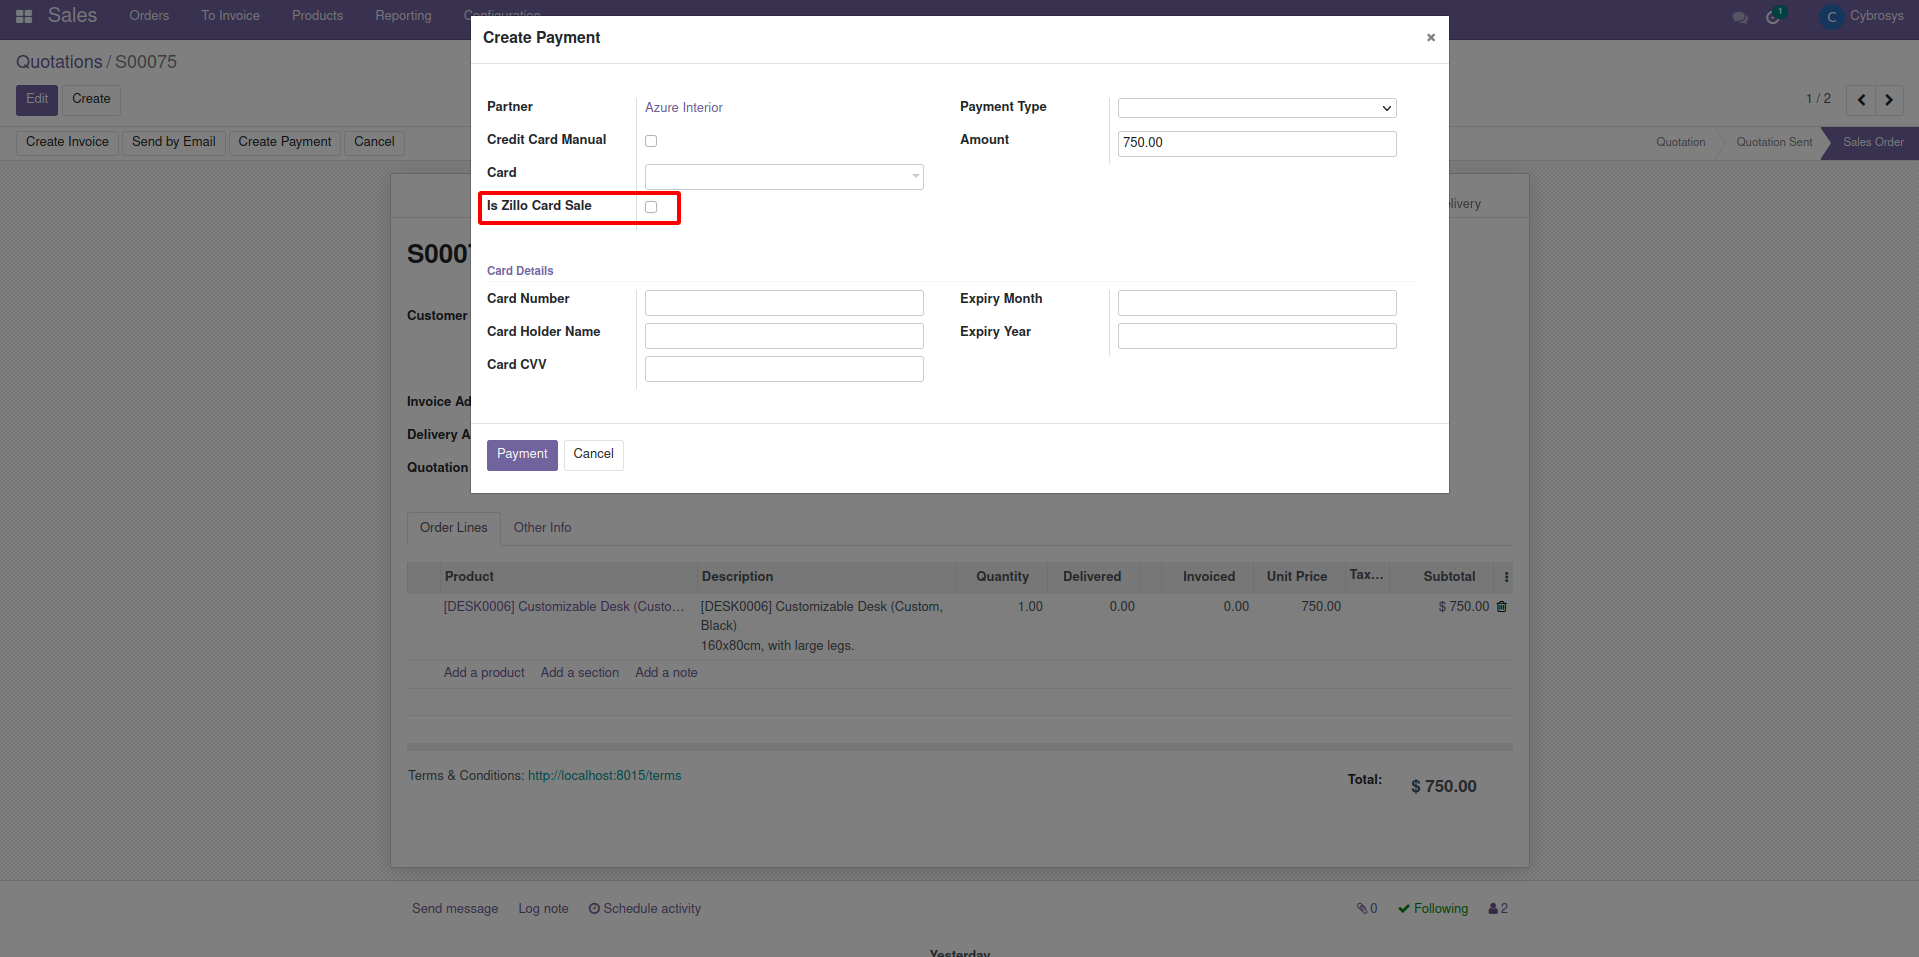 Sales Orders To Invoice Products Reporting Configuration 1 C Cybrosys
Create Payment ×
Quotations / S00075
Edit Create 1 / 2
Create Invoice Send by Email Create Payment Cancel Quotation Quotation Sent Sales Order
Partner Azure Interior Payment Type
Credit Card Manual Amount 750.00
Card
Is Zillo Card Sale
S0007
Card Details
Card Number Expiry Month
Customer
Card Holder Name Expiry Year
Card CVV
Invoice Ad
Delivery A
Quotation
Payment Cancel
Order Lines Other Info
Product Description Quantity Delivered Invoiced Unit Price Tax... Subtotal
[DESK0006] Customizable Desk (Custo... [DESK0006] Customizable Desk (Custom, 1.00 0.00 0.00 750.00 $ 750.00
Black)
160x80cm, with large legs.
Add a product Add a section Add a note
Terms & Conditions: http://localhost:8015/terms Total: $ 750.00
Send message Log note Schedule activity 0 Following 2
Yesterday